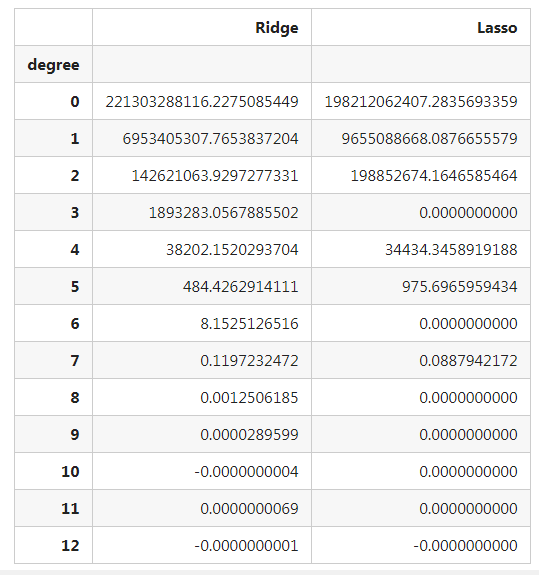 Ridge Lasso
degree
0 221303288116.2275085449 198212062407.2835693359
1 6953405307.7653837204 9655088668.0876655579
2 142621063.9297277331 198852674.1646585464
3 1893283.0567885502 0.0000000000
4 38202.1520293704 34434.3458919188
5 484.4262914111 975.6965959434
6 8.1525126516 0.0000000000
7 0.1197232472 0.0887942172
8 0.0012506185 0.0000000000
9 0.0000289599 0.0000000000
10 -0.0000000004 0.0000000000
11 0.0000000069 0.0000000000
12 -0.0000000001 -0.0000000000